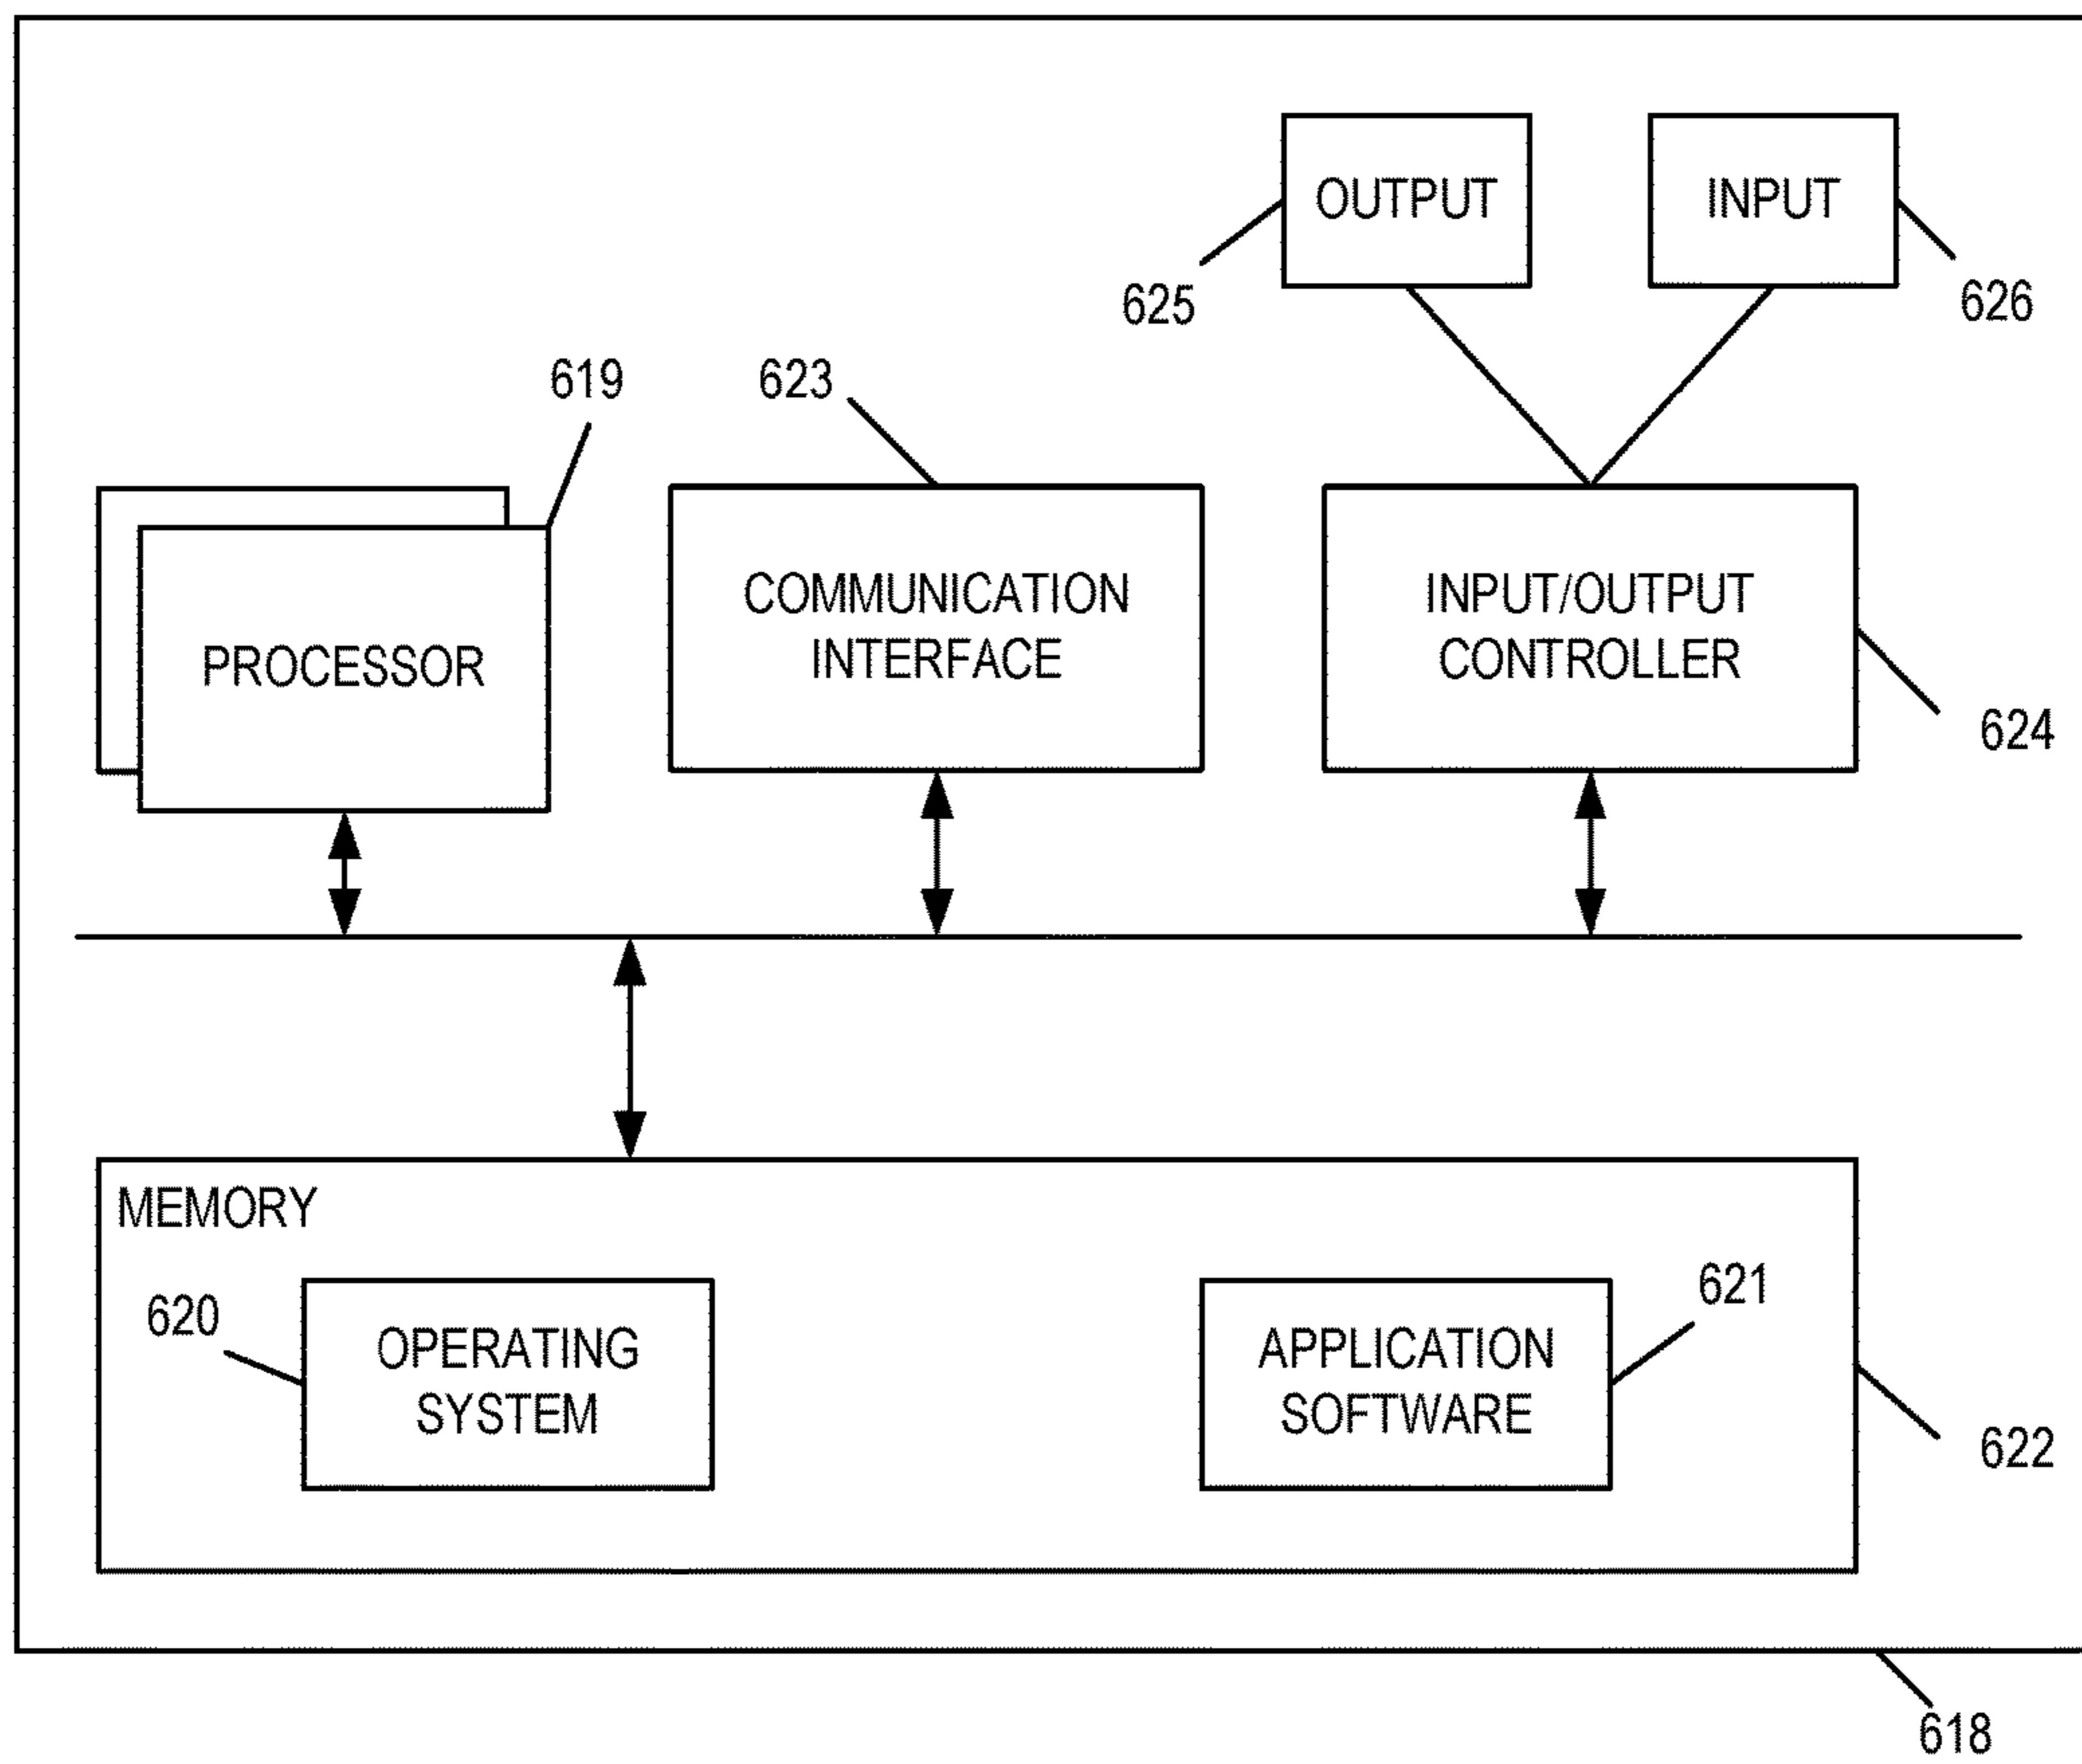 OUTPUT
INPUT
625
626
619
623
PROCESSOR
COMMUNICATION
INTERFACE
INPUT/OUTPUT
CONTROLLER
624
MEMORY
620
OPERATING
SYSTEM
APPLICATION
SOFTWARE
621
622
618